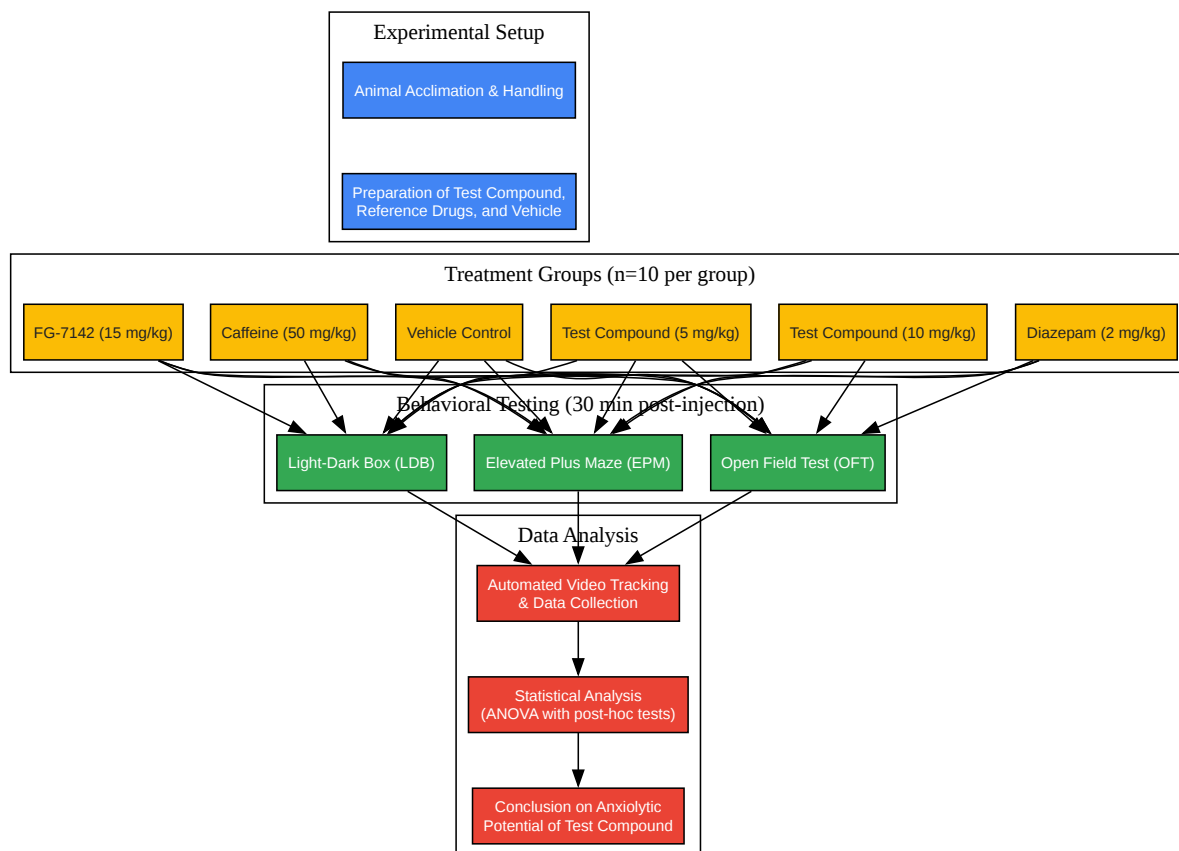 Experimental Setup
Animal Acclimation & Handling
Preparation of Test Compound,
Reference Drugs, and Vehicle
Treatment Groups (n=10 per group)
FG-7142 (15 mg/kg)
Caffeine (50 mg/kg)
Vehicle Control
Test Compound (5 mg/kg)
Test Compound (10 mg/kg)
Diazepam (2 mg/kg)
Behavioral Testing (30 min post-injection)
Light-Dark Box (LDB)
Elevated Plus Maze (EPM)
Open Field Test (OFT)
Data Analysis
Automated Video Tracking
& Data Collection
Statistical Analysis
(ANOVA with post-hoc tests)
Conclusion on Anxiolytic
Potential of Test Compound